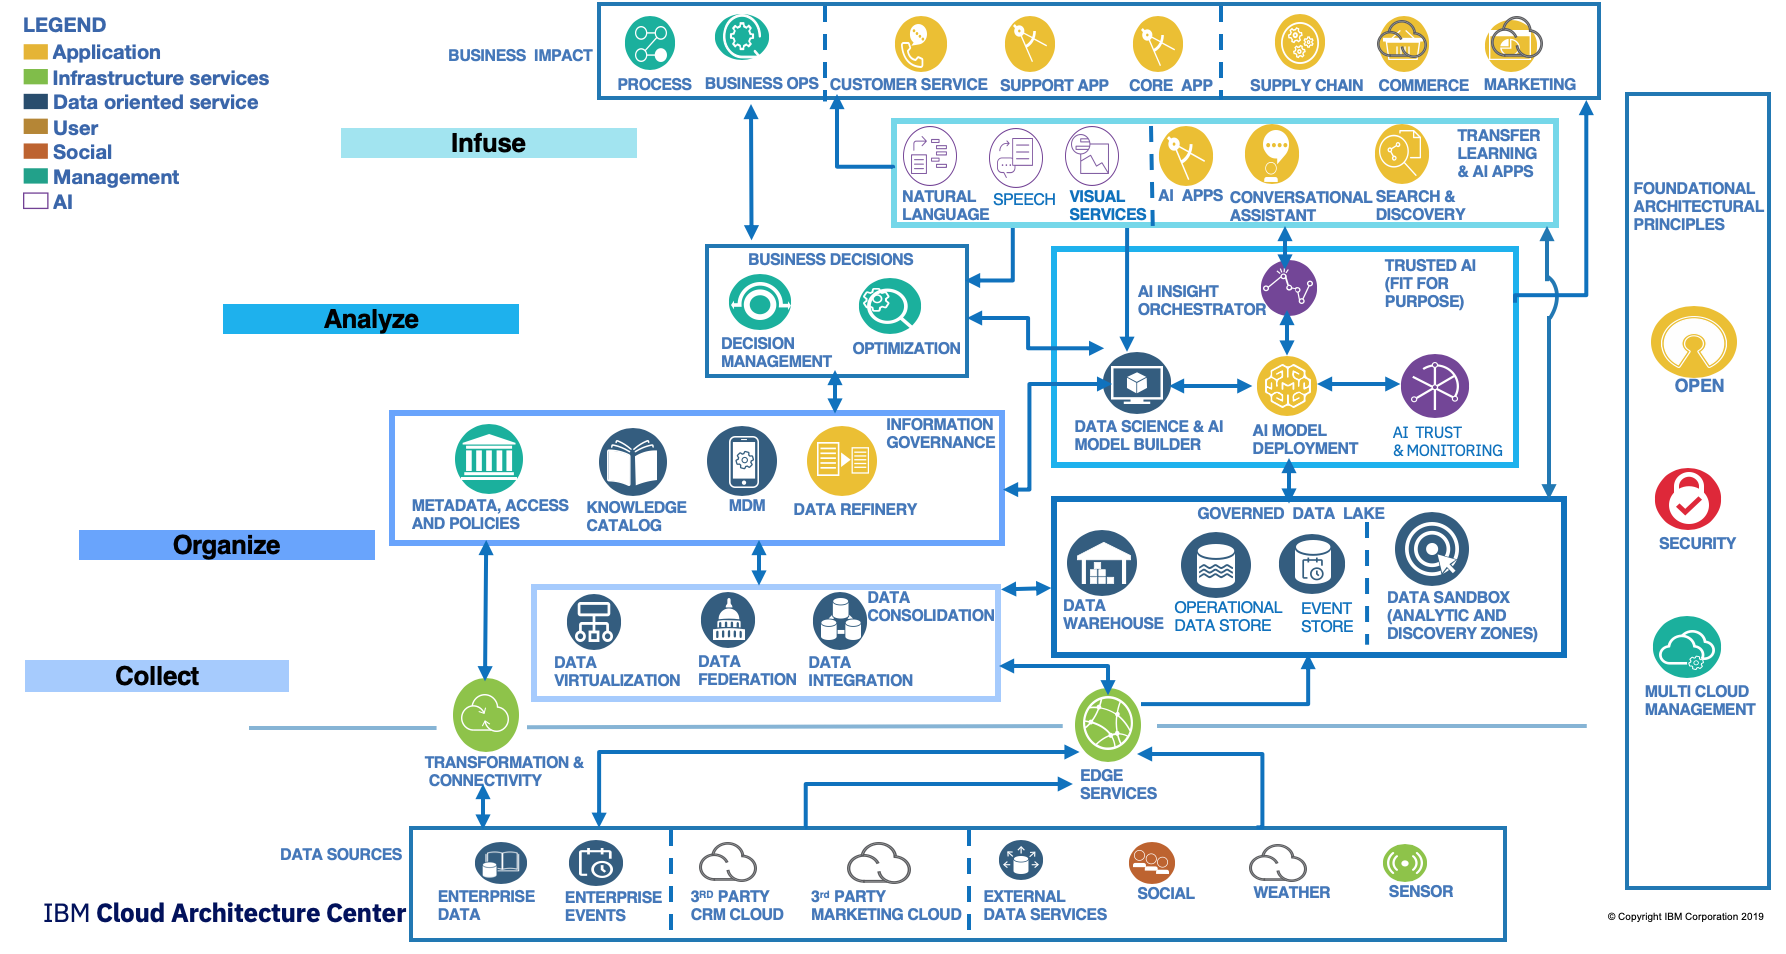 LEGEND
Application
Infrastructure services
Data oriented service
User
Social
Management
AI
BUSINESS IMPACT
PROCESS
BUSINESS OPS
CUSTOMER SERVICE
SUPPORT APP
CORE APP
SUPPLY CHAIN
COMMERCE
MARKETING
Infuse
NATURAL
LANGUAGE
SPEECH
VISUAL
SERVICES
AI APPS
CONVERSATIONAL
ASSISTANT
SEARCH &
DISCOVERY
TRANSFER
LEARNING
& AI APPS
Analyze
BUSINESS DECISIONS
DECISION
MANAGEMENT
OPTIMIZATION
AI INSIGHT
ORCHESTRATOR
TRUSTED AI
(FIT FOR
PURPOSE)
DATA SCIENCE & AI
MODEL BUILDER
AI MODEL
DEPLOYMENT
AI TRUST
& MONITORING
Organize
INFORMATION
GOVERNANCE
METADATA, ACCESS
AND POLICIES
KNOWLEDGE
CATALOG
MDM
DATA REFINERY
GOVERNED DATA LAKE
DATA
WAREHOUSE
OPERATIONAL
DATA STORE
EVENT
STORE
DATA SANDBOX
(ANALYTIC AND
DISCOVERY ZONES)
Collect
DATA
CONSOLIDATION
DATA
VIRTUALIZATION
DATA
FEDERATION
DATA
INTEGRATION
TRANSFORMATION &
CONNECTIVITY
EDGE
SERVICES
DATA SOURCES
ENTERPRISE
DATA
ENTERPRISE
EVENTS
3RD PARTY
CRM CLOUD
3rd PARTY
MARKETING CLOUD
EXTERNAL
DATA SERVICES
SOCIAL
WEATHER
SENSOR
IBM Cloud Architecture Center
FOUNDATIONAL
ARCHITECTURAL
PRINCIPLES
OPEN
SECURITY
MULTI CLOUD
MANAGEMENT
© Copyright IBM Corporation 2019